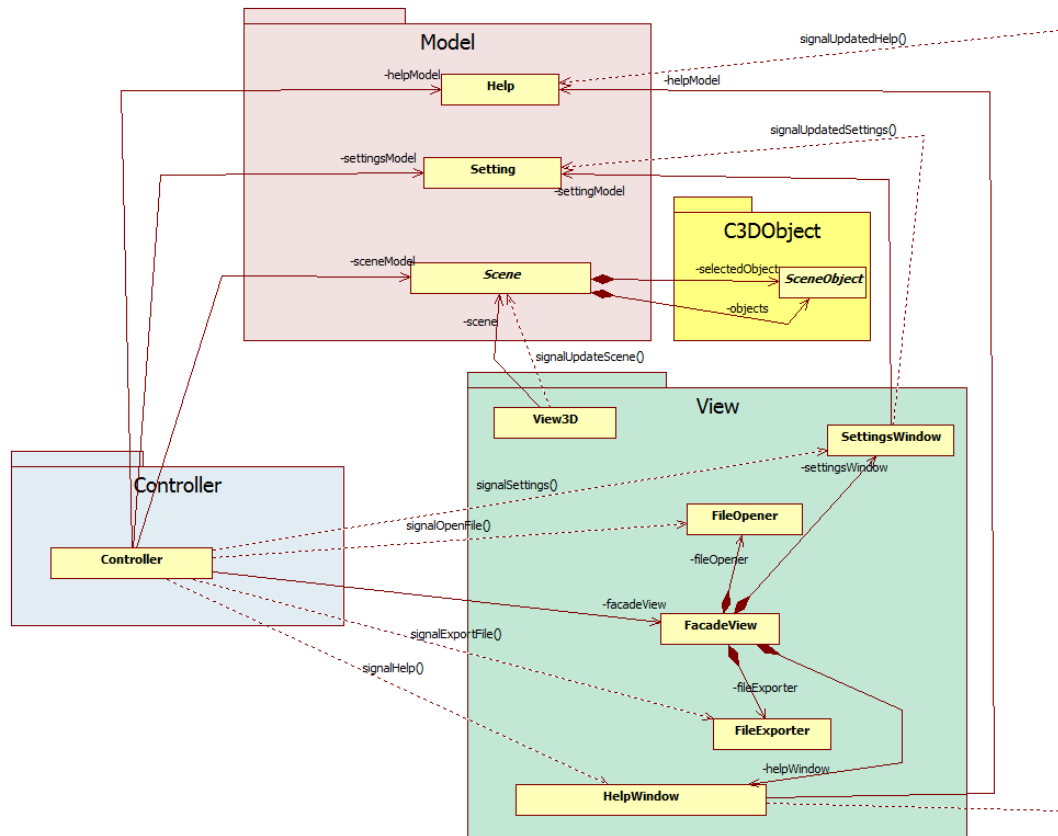 Model
signalUpdatedHelp()
-helpModel
-helpModel
Help
signalUpdatedSettings()
-settingsModel
Setting
-settingModel
C3DObject
-sceneModel
Scene
-selectedObject
SceneObject
-objects
-scene
signalUpdateScene()
View
View3D
SettingsWindow
-settingsWindow
Controller
signalSettings()
FileOpener
signalOpenFile()
Controller
-fileOpener
-facadeView
FacadeView
signalExportFile()
signalHelp()
-fileExporter
FileExporter
-helpWindow
HelpWindow